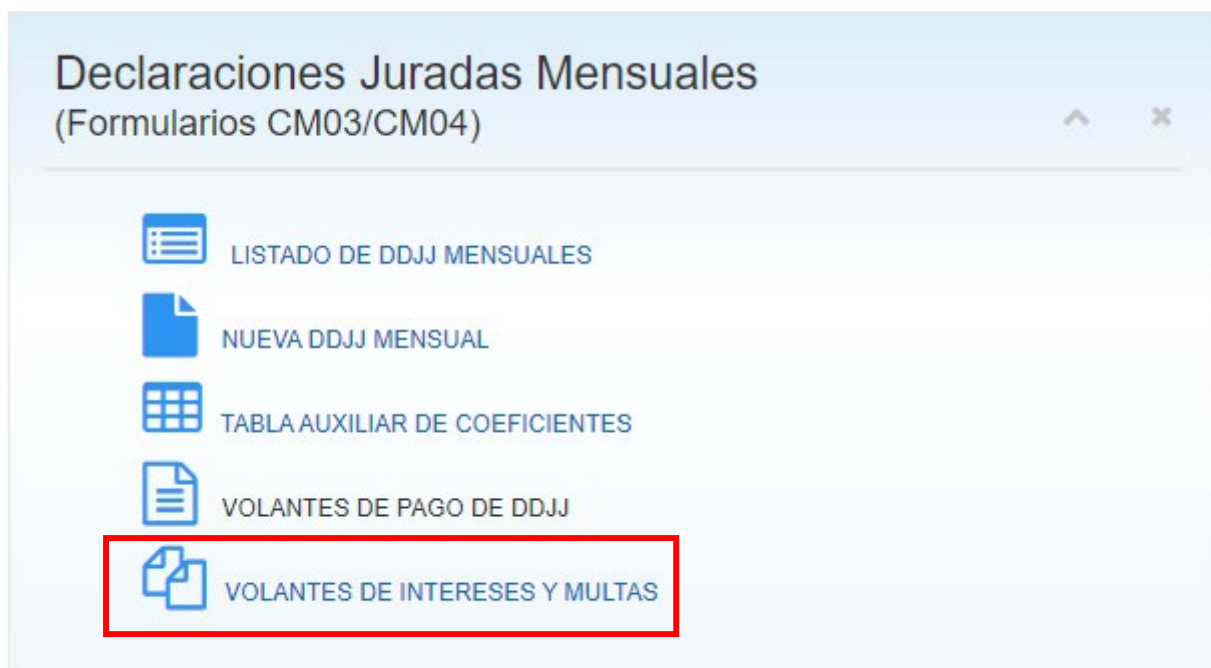 Declaraciones Juradas Mensuales
(Formularios CM03/CM04)
LISTADO DE DDJJ MENSUALES
NUEVA DDJJ MENSUAL
TABLA AUXILIAR DE COEFICIENTES
VOLANTES DE PAGO DE DDJJ
VOLANTES DE INTERESES Y MULTAS